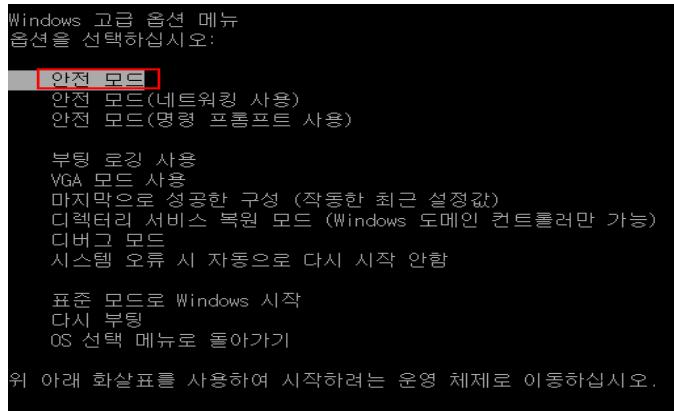 Windows 고급 옵션 메뉴
옵션을 선택하십시오:
안전 모드
안전 모드(네트워킹 사용)
안전 모드(명령 프롬프트 사용)
부팅 로깅 사용
VGA 모드 사용
마지막으로 성공한 구성 (작동한 최근 설정값)
디렉터리 서비스 복원 모드 (Windows 도메인 컨트롤러만 가능)
디버그 모드
시스템 오류 시 자동으로 다시 시작 안함
표준 모드로 Windows 시작
다시 부팅
OS 선택 메뉴로 돌아가기
위 아래 화살표를 사용하여 시작하려는 운영 체제로 이동하십시오.